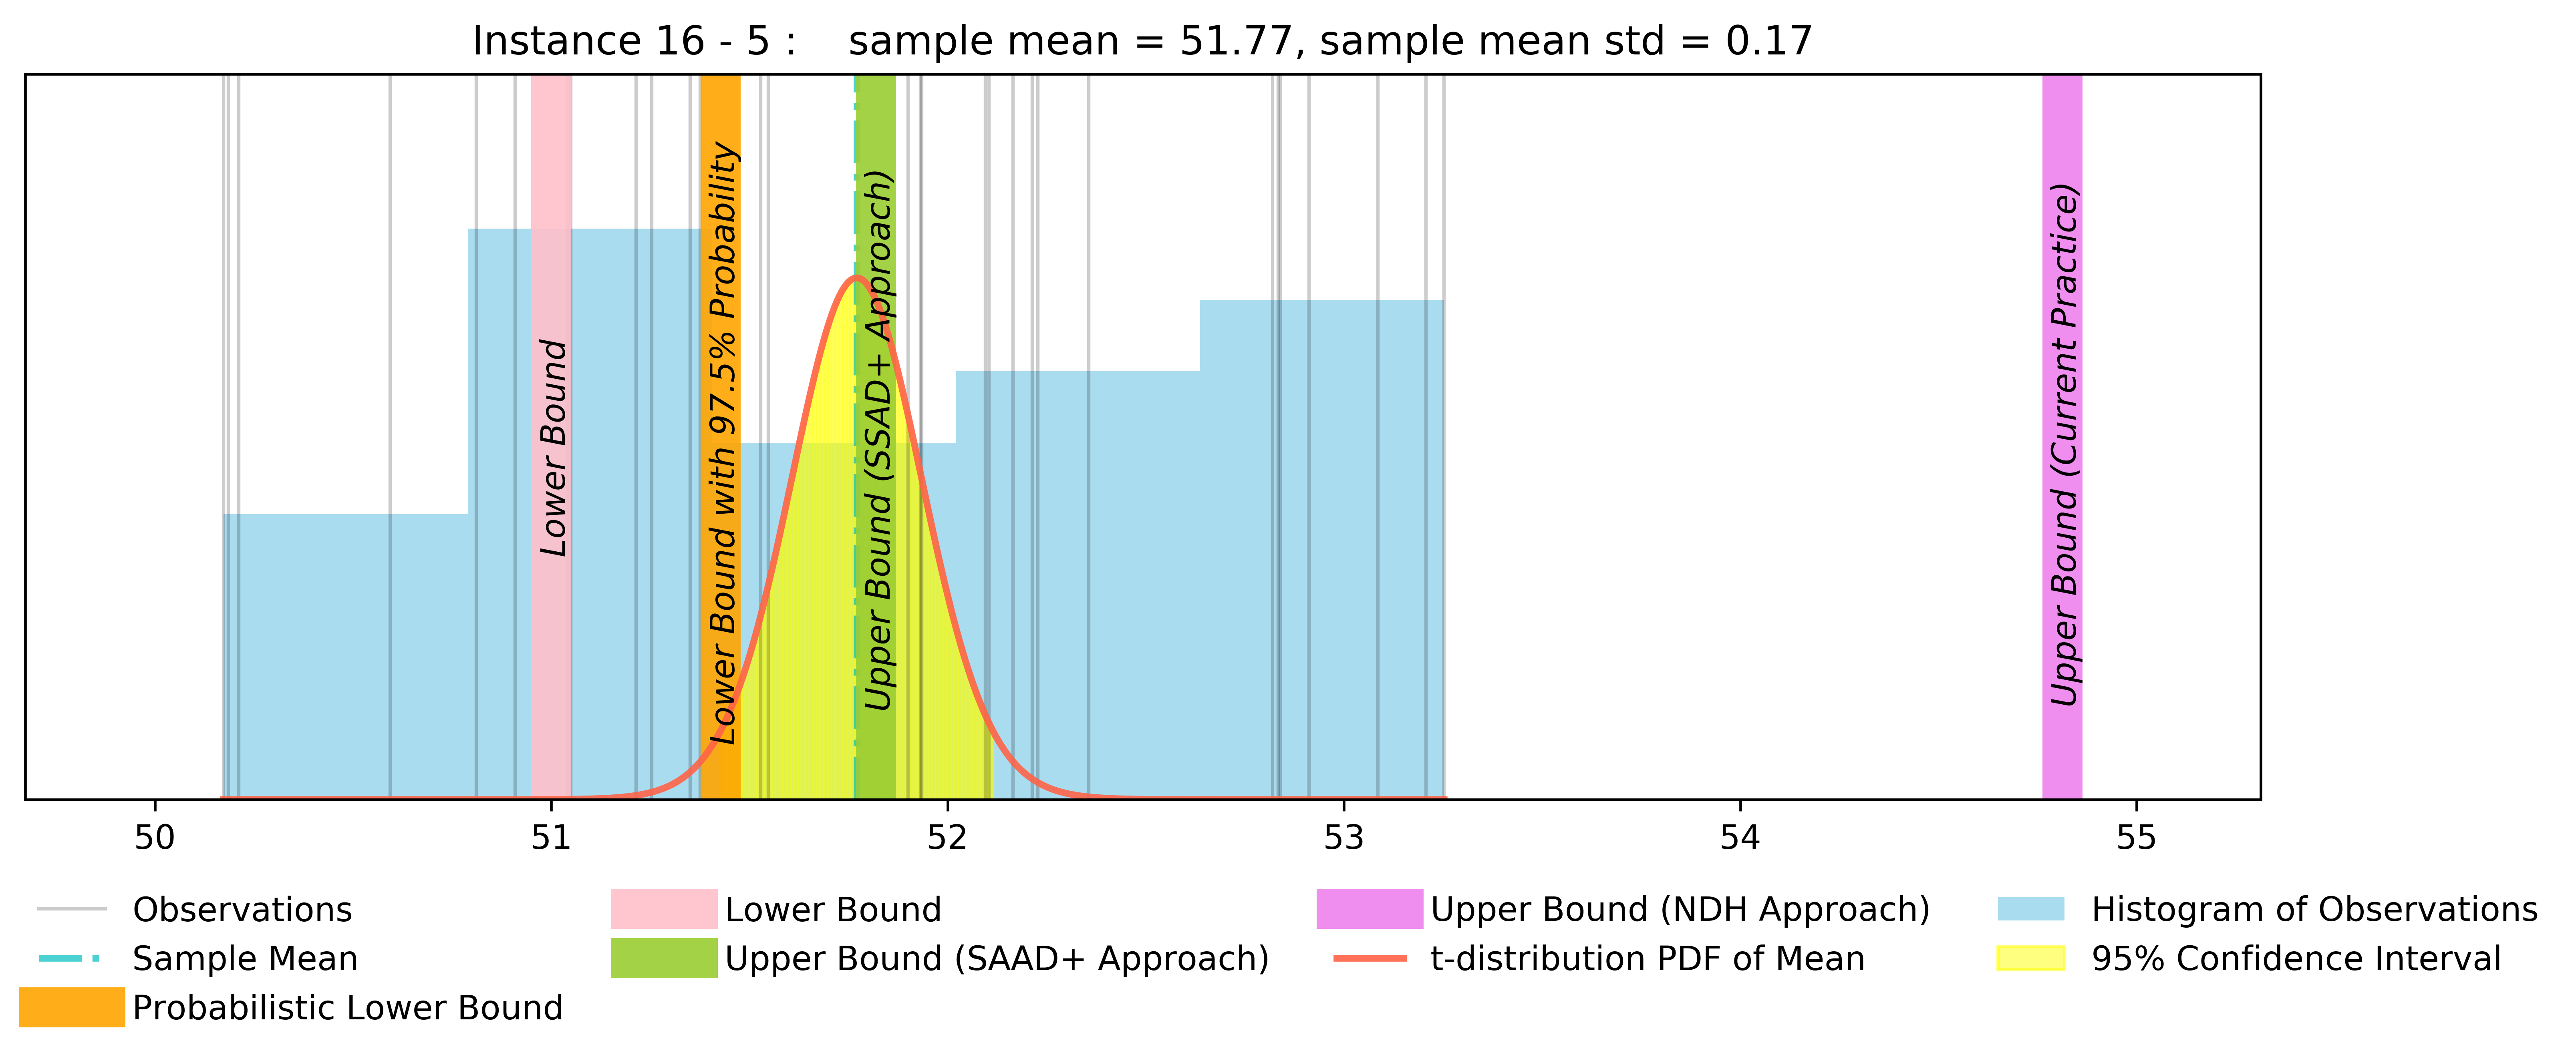 Instance 16 - 5 :    sample mean = 51.77, sample mean std = 0.17
Lower Bound
Lower Bound with 97.5% Probability
Upper Bound (SSAD+ Approach)
Upper Bound (Current Practice)
50 51 52 53 54 55
Observations
Sample Mean
Probabilistic Lower Bound
Lower Bound
Upper Bound (SAAD+ Approach)
Upper Bound (NDH Approach)
t-distribution PDF of Mean
Histogram of Observations
95% Confidence Interval